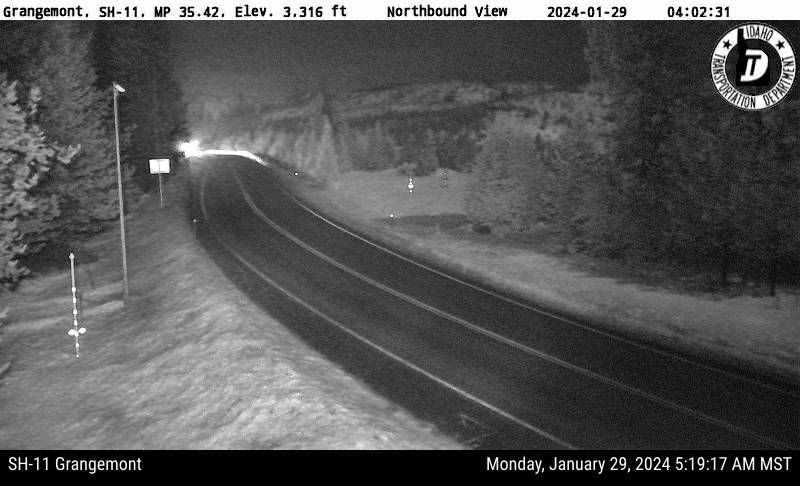 Grangemont, SH-11, MP 35.42, Elev. 3,316 ft Northbound View 2024-01-29 04:02:31
IDAHO
TRANSPORTATION DEPARTMENT
SH-11 Grangemont Monday, January 29, 2024 5:19:17 AM MST